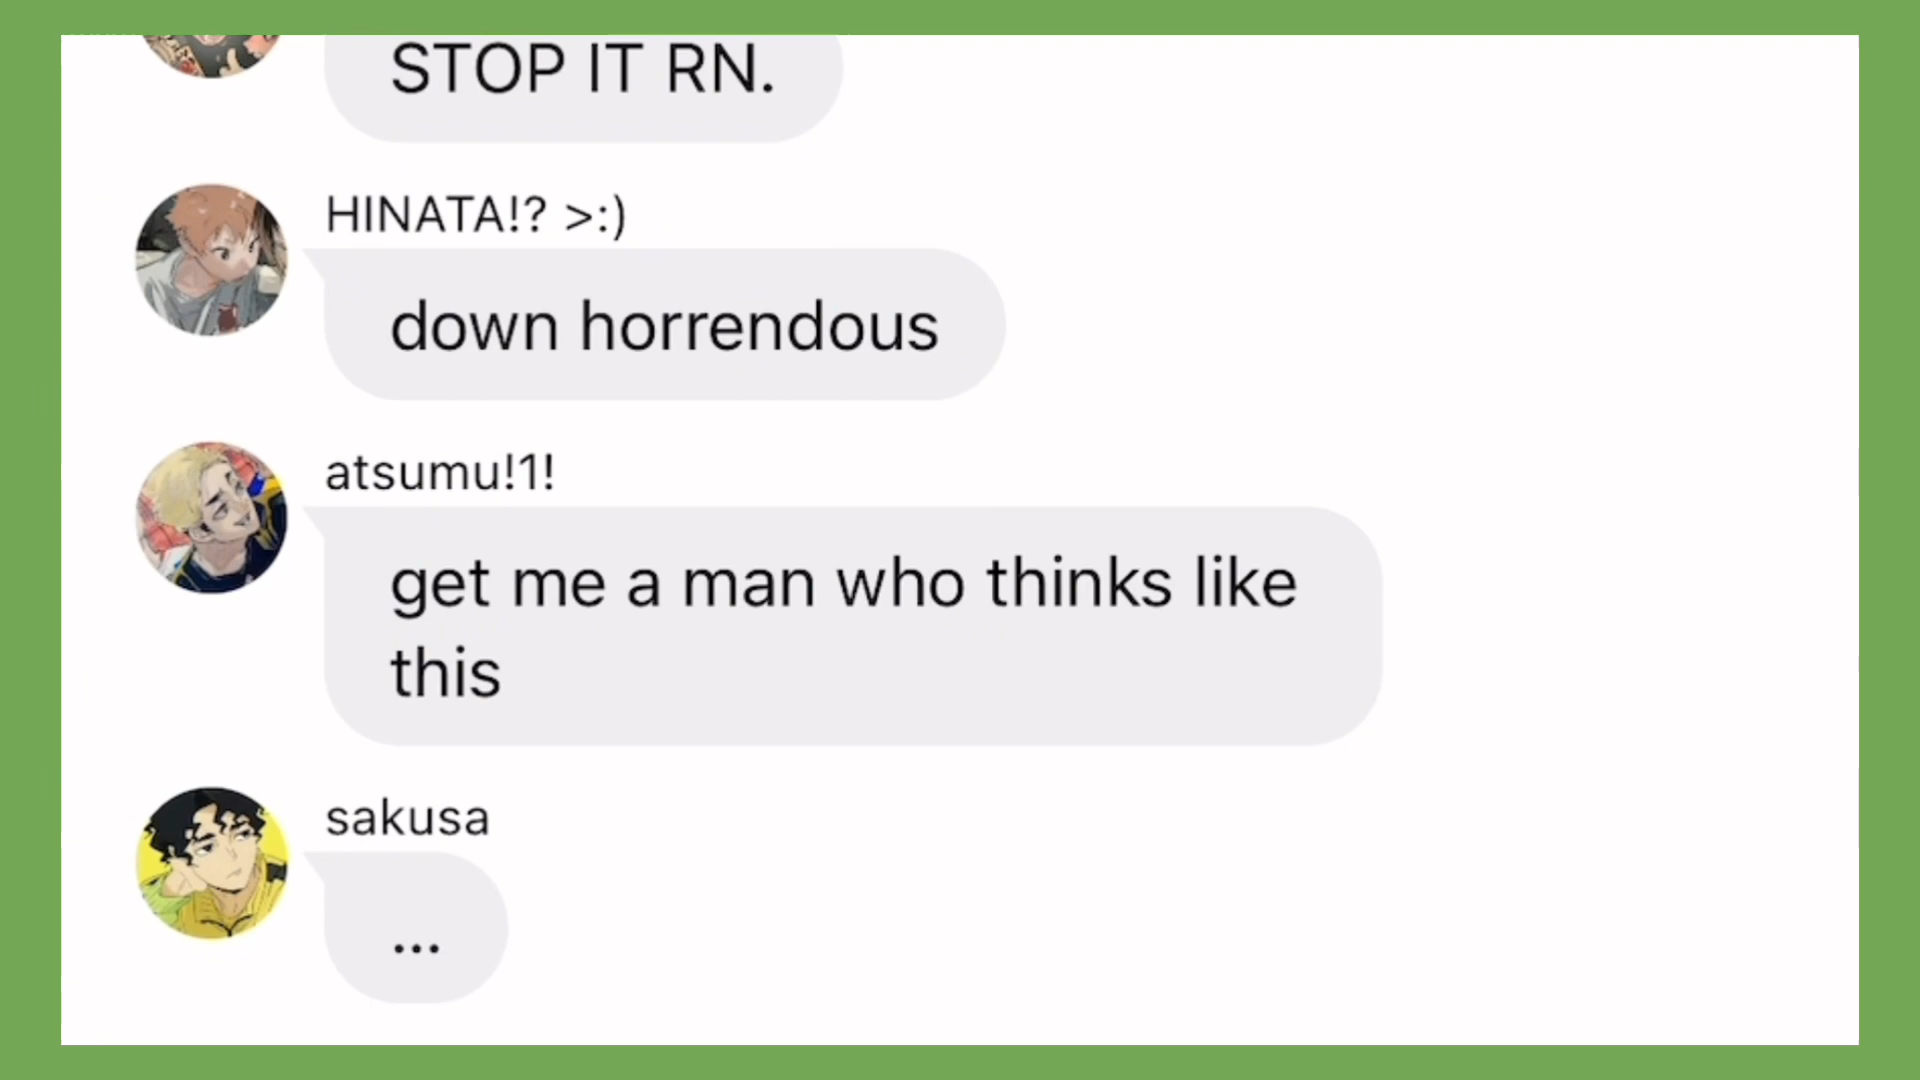 STOP IT RN.
HINATA!? >:)
down horrendous
atsumu!1!
get me a man who thinks like
this
sakusa
...